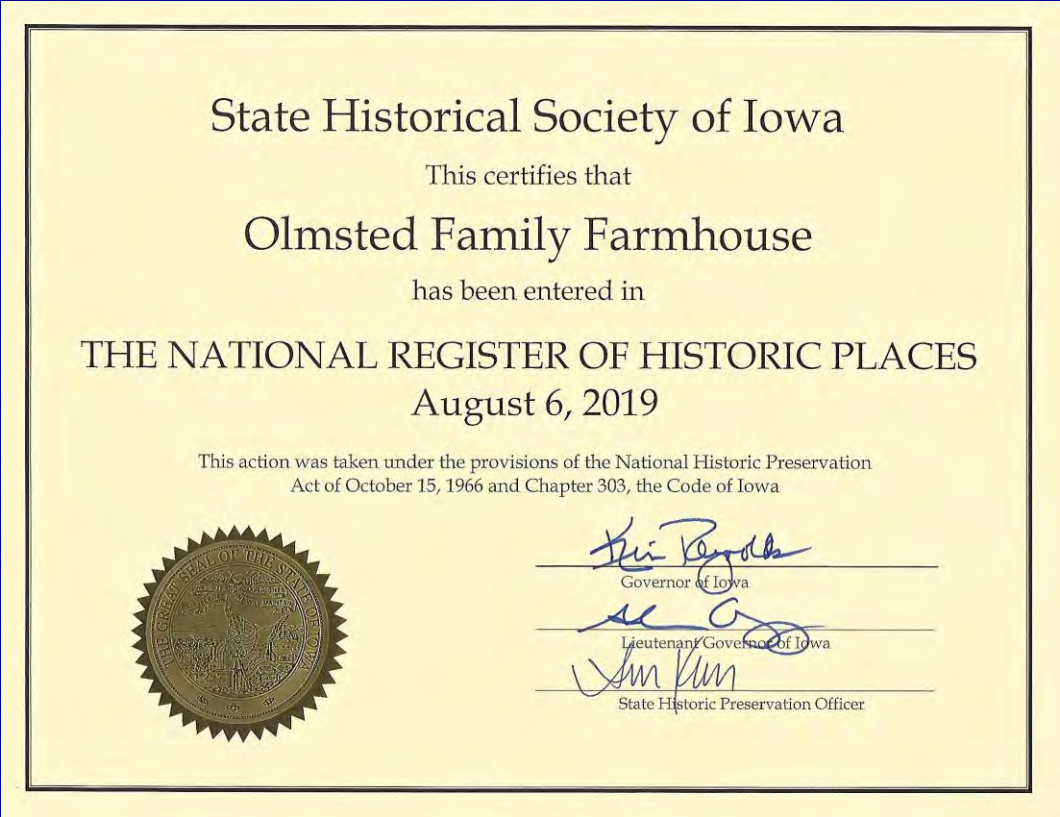 State Historical Society of Iowa
This certifies that
Olmsted Family Farmhouse
has been entered in
THE NATIONAL REGISTER OF HISTORIC PLACES
August 6, 2019
This action was taken under the provisions of the National Historic Preservation
Act of October 15, 1966 and Chapter 303, the Code of Iowa
THE GREAT SEAL OF THE STATE OF IOWA
Kim Reynolds
Governor of Iowa
Lieutenant Governor of Iowa
State Historic Preservation Officer